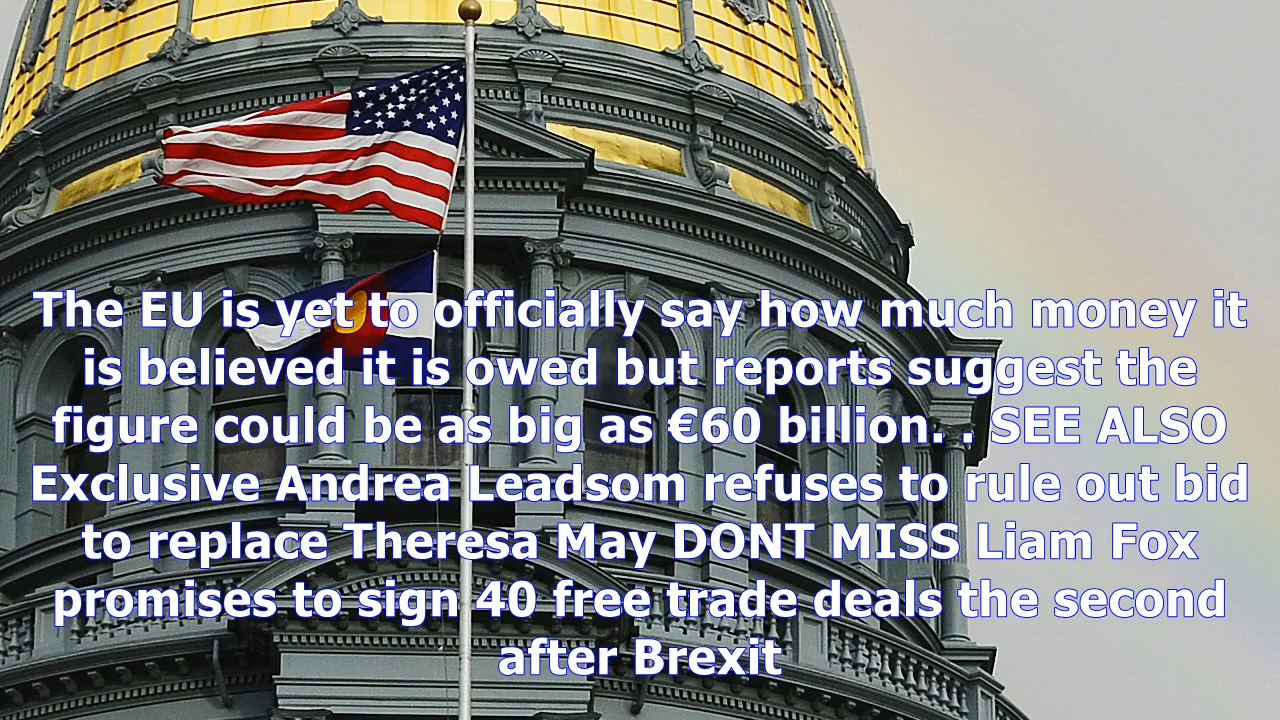 The EU is yet to officially say how much money it
is believed it is owed but reports suggest the
figure could be as big as €60 billion. . SEE ALSO
Exclusive Andrea Leadsom refuses to rule out bid
to replace Theresa May DONT MISS Liam Fox
promises to sign 40 free trade deals the second
after Brexit